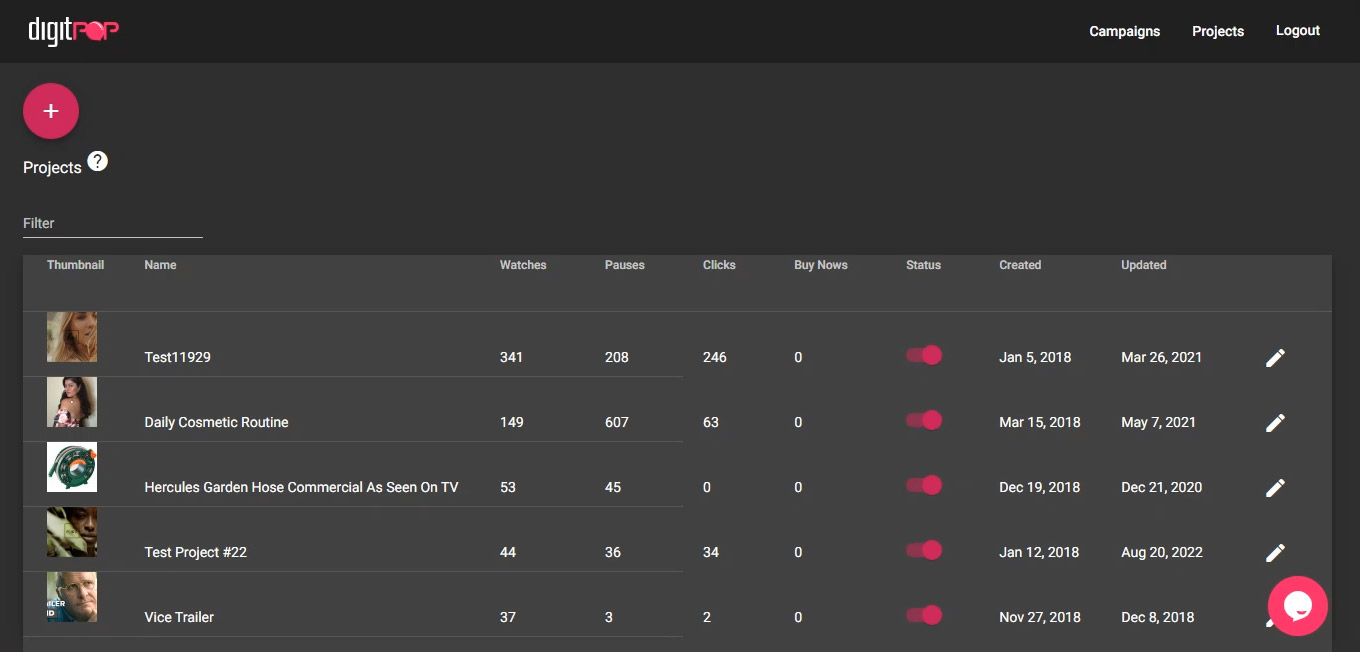 digitPOP
Campaigns Projects Logout
+
Projects ?
Filter
Thumbnail Name Watches Pauses Clicks Buy Nows Status Created Updated
Test11929 341 208 246 0 Jan 5, 2018 Mar 26, 2021
Daily Cosmetic Routine 149 607 63 0 Mar 15, 2018 May 7, 2021
Hercules Garden Hose Commercial As Seen On TV 53 45 0 0 Dec 19, 2018 Dec 21, 2020
Test Project #22 44 36 34 0 Jan 12, 2018 Aug 20, 2022
ILER
ID
Vice Trailer 37 3 2 0 Nov 27, 2018 Dec 8, 2018